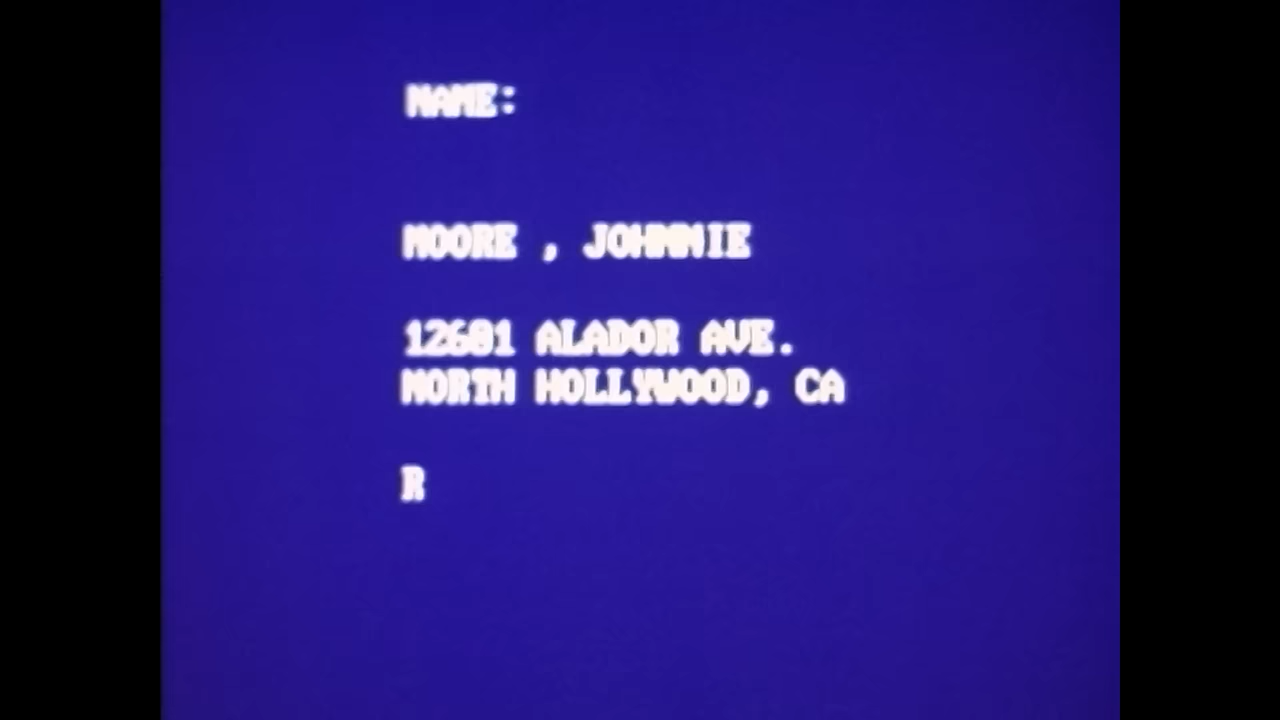 NAME:
MOORE , JOHNNIE
12601 ALADOR AVE.
NORTH HOLLYWOOD, CA
R